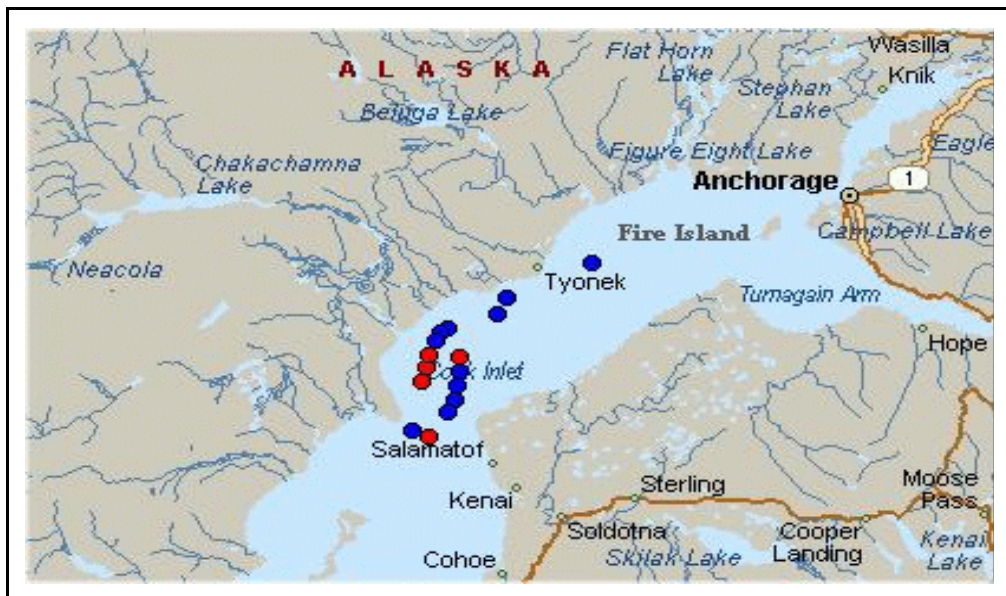 Wasilla
Flat Horn
Lake
Knik
ALASKA
Stephan
Lake
Beluga Lake
Eagle
Figure Eight Lake
Chakachamna
Lake
Anchorage
1
Fire Island
Campbell Lake
Neacola
Tyonek
Turnagain Arm
Hope
Cook Inlet
Salamatof
Kenai
Sterling
Moose
Pass
Soldotna
Cooper
Landing
Kenai
Lake
Skilak Lake
Cohoe